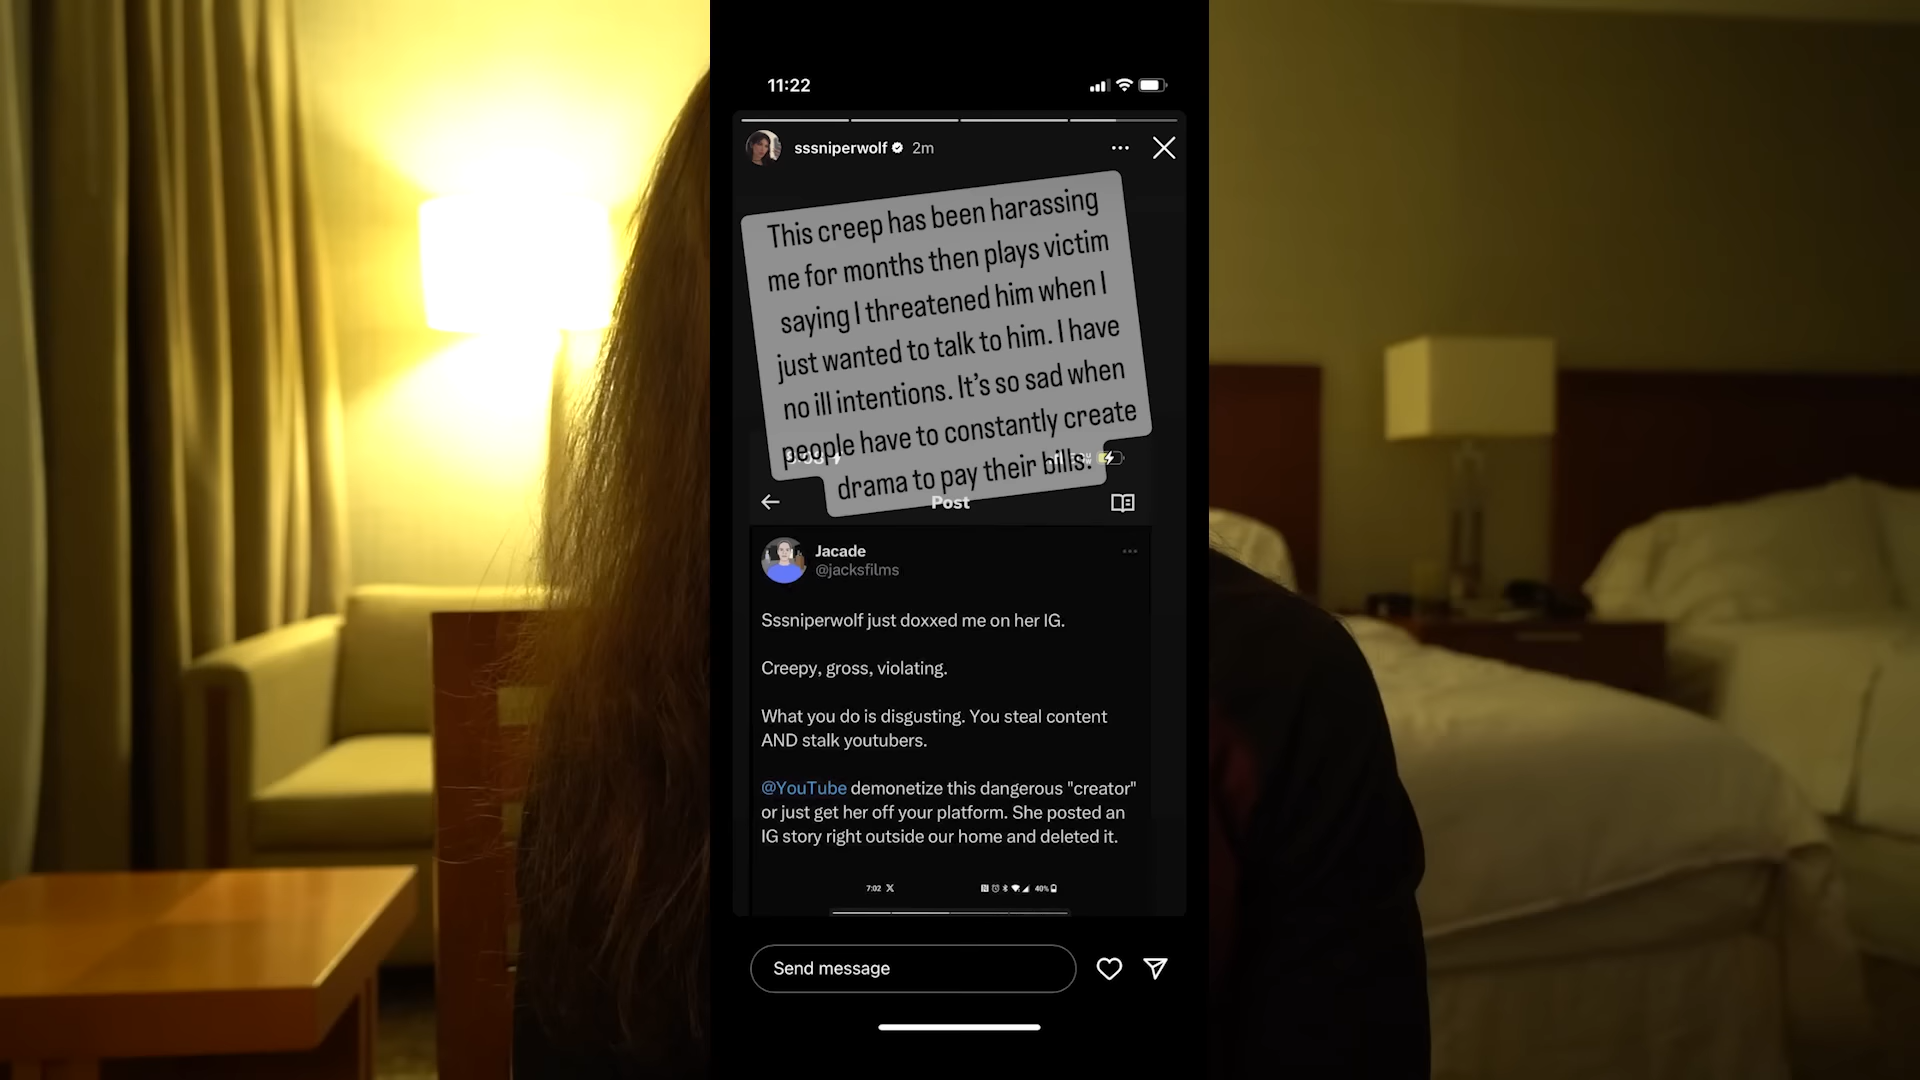 11:22
sssniperwolf 2m
This creep has been harassing
me for months then plays victim
saying I threatened him when I
just wanted to talk to him. I have
no ill intentions. It's so sad when
people have to constantly create
drama to pay their bills.
Post
Jacade
@jacksfilms
Sssniperwolf just doxxed me on her IG.
Creepy, gross, violating.
What you do is disgusting. You steal content
AND stalk youtubers.
@YouTube demonetize this dangerous "creator"
or just get her off your platform. She posted an
IG story right outside our home and deleted it.
7:02 X 40%
Send message